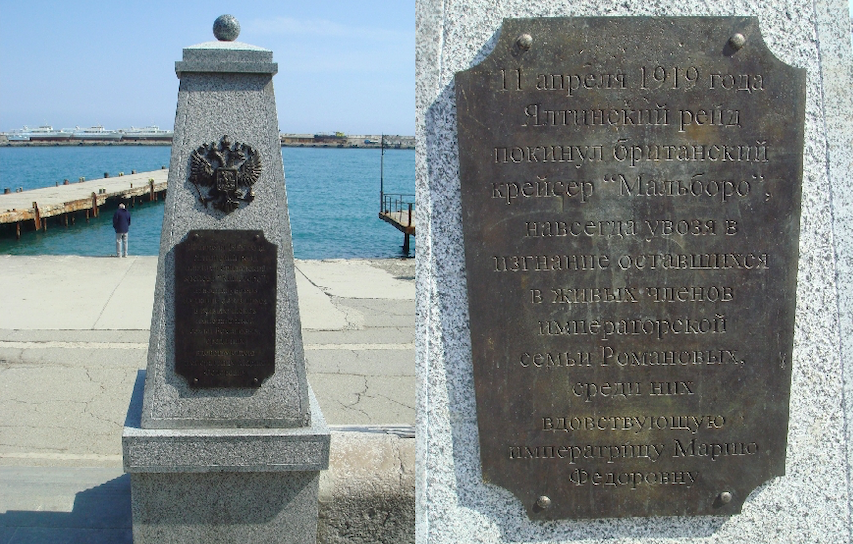 11 апреля 1919 года
Ялтинский рейд
покинул британский
крейсер “Мальборо”,
навсегда увозя в
изгнание оставшихся
в живых членов
императорской
семьи Романовых,
среди них
вдовствующую
императрицу Марию
Федоровну